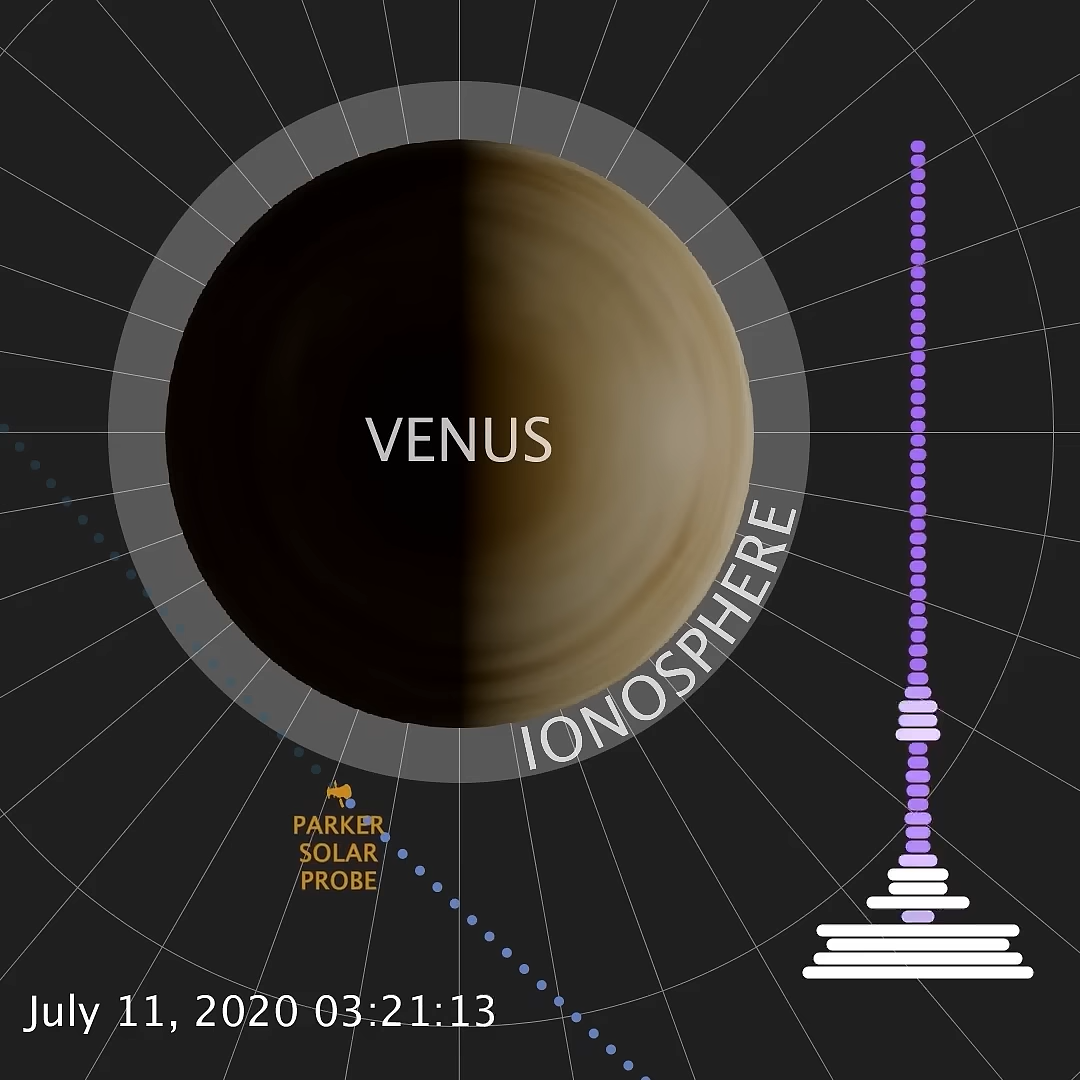 VENUS
IONOSPHERE
PARKER
SOLAR
PROBE
July 11, 2020 03:21:13